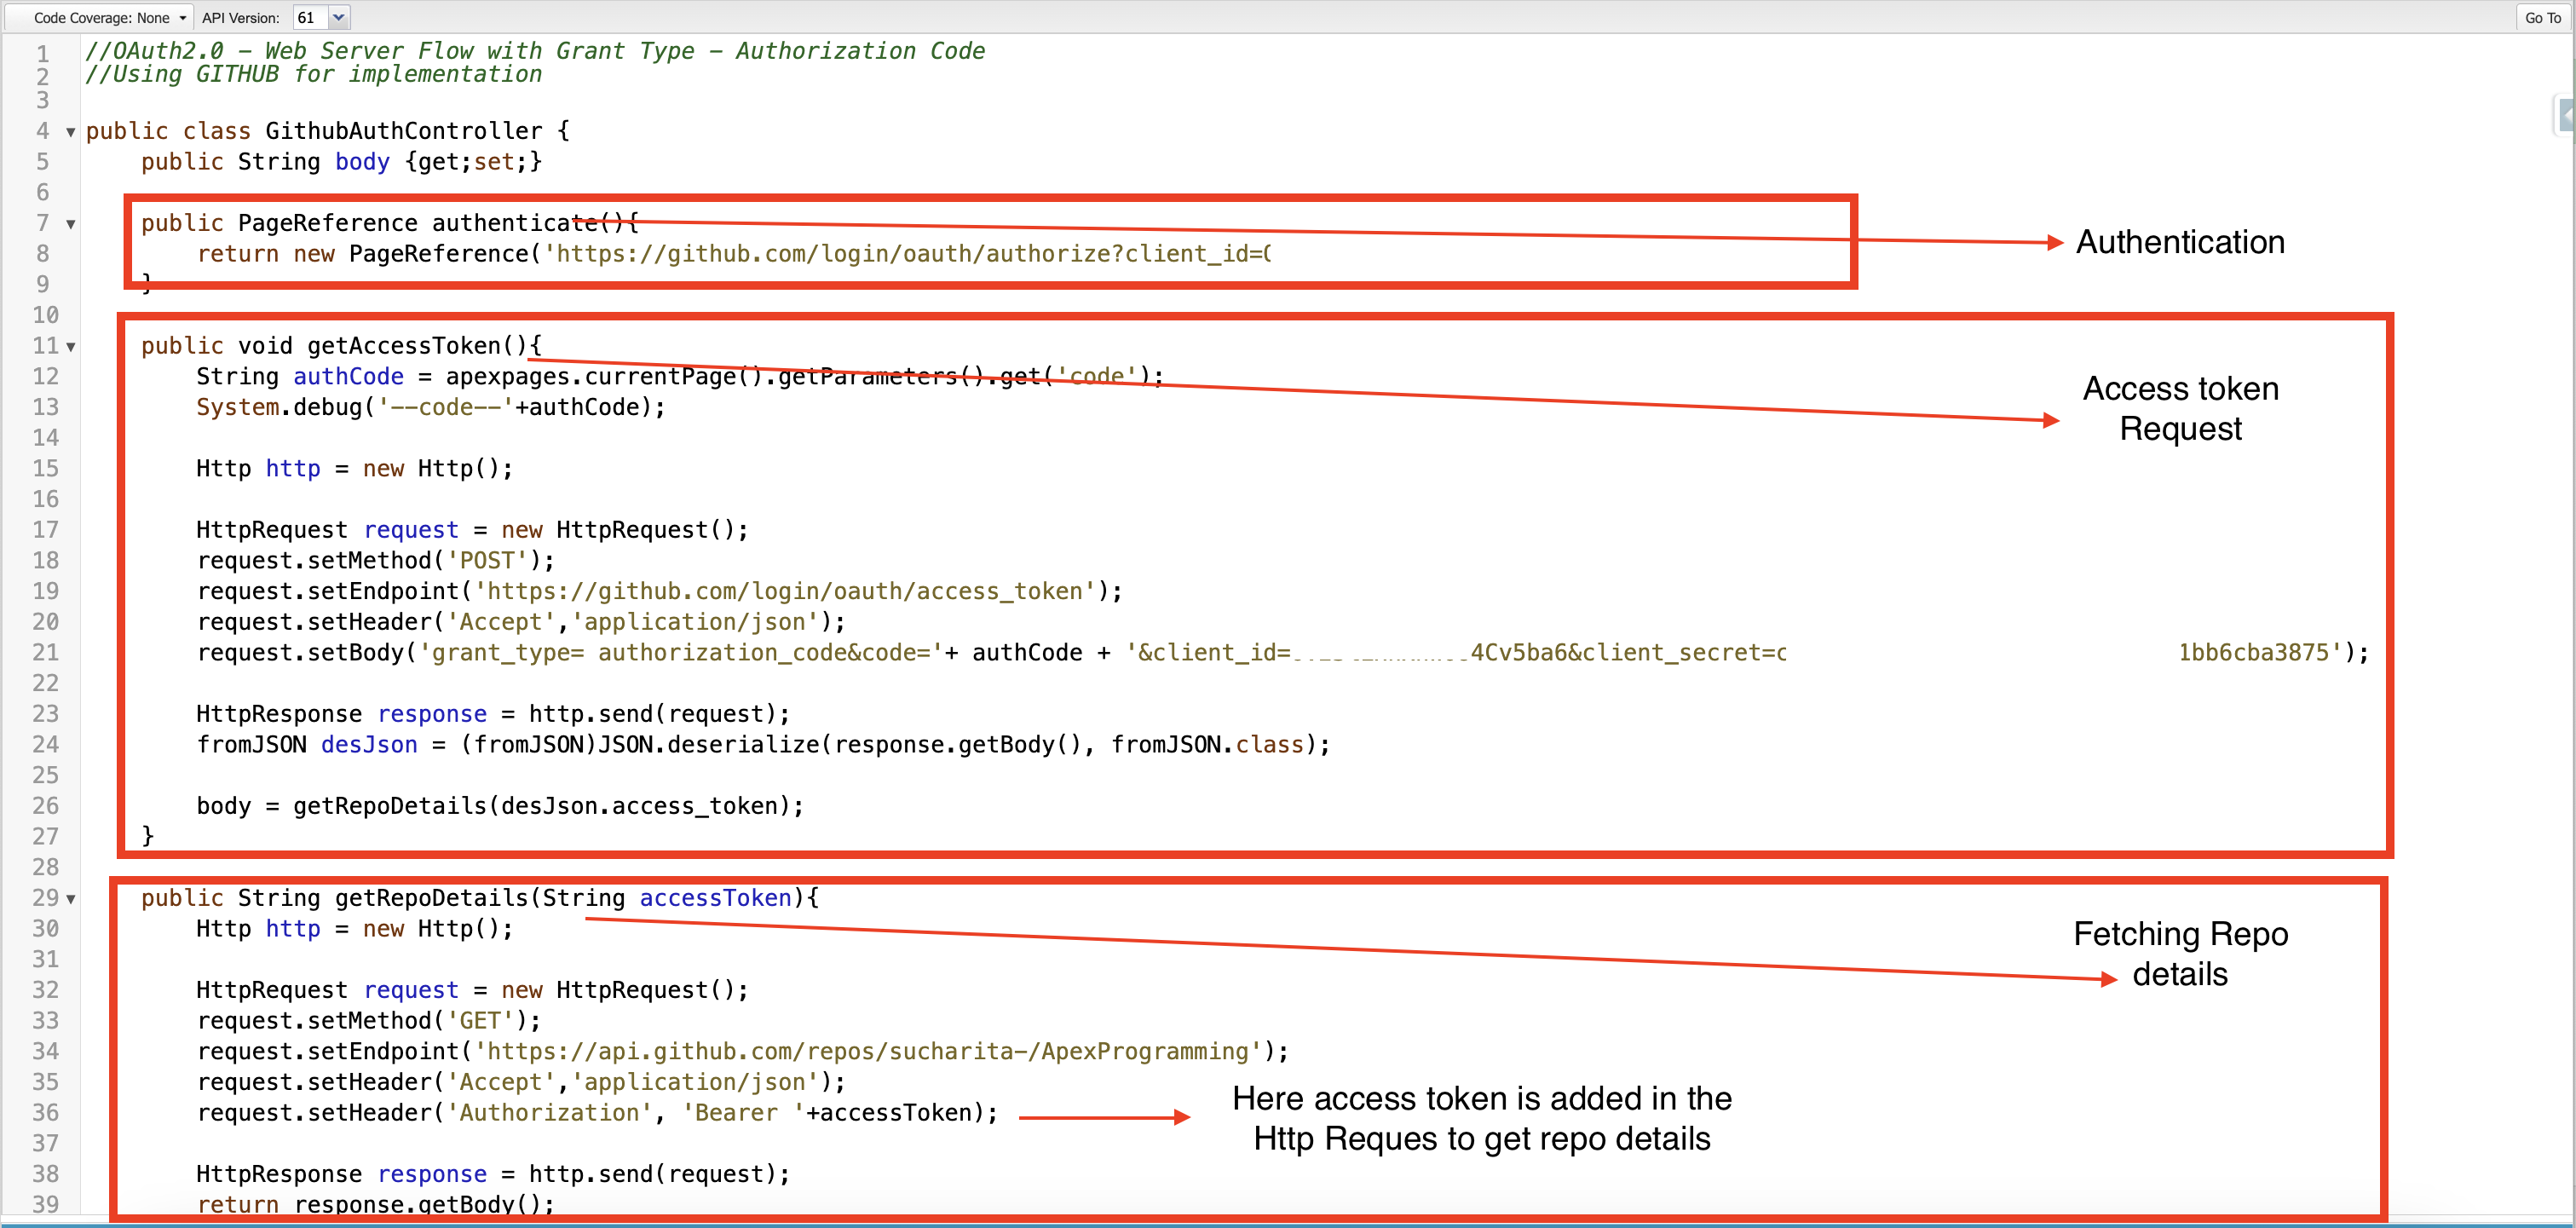 Code Coverage: None API Version: 61 Go To
1 //OAuth2.0 - Web Server Flow with Grant Type - Authorization Code
2 //Using GITHUB for implementation
3
4 public class GithubAuthController {
5 public String body {get;set;}
6
7 public PageReference authenticate(){
8 return new PageReference('https://github.com/login/oauth/authorize?client_id=
9 }
Authentication
10
11 public void getAccessToken(){
12 String authCode = apexpages.currentPage().getParameters().get('code');
13 System.debug('--code--'+authCode);
14
Access token
Request
15 Http http = new Http();
16
17 HttpRequest request = new HttpRequest();
18 request.setMethod('POST');
19 request.setEndpoint('https://github.com/login/oauth/access_token');
20 request.setHeader('Accept','application/json');
21 request.setBody('grant_type= authorization_code&code='+ authCode + '&client_id= 4Cv5ba6&client_secret=c 1bb6cba3875');
22
23 HttpResponse response = http.send(request);
24 fromJSON desJson = (fromJSON)JSON.deserialize(response.getBody(), fromJSON.class);
25
26 body = getRepoDetails(desJson.access_token);
27 }
28
29 public String getRepoDetails(String accessToken){
30 Http http = new Http();
31
Fetching Repo
details
32 HttpRequest request = new HttpRequest();
33 request.setMethod('GET');
34 request.setEndpoint('https://api.github.com/repos/sucharita-/ApexProgramming');
35 request.setHeader('Accept','application/json');
36 request.setHeader('Authorization', 'Bearer '+accessToken);
Here access token is added in the
Http Reques to get repo details
37
38 HttpResponse response = http.send(request);
39 return response.getBody();